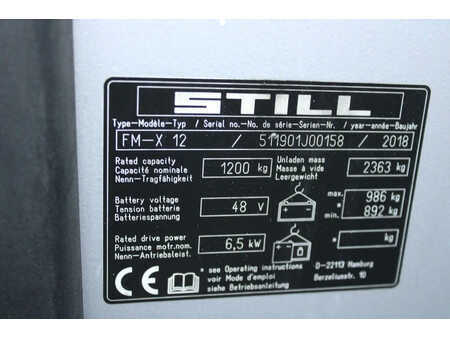 STILL
Type-Modèle-Typ / Serial no.-No. de série-Serien-Nr. / year-année-Baujahr
FM-X 12 / 511901J00158 / 2018
Rated capacity
Capacité nominale
Nenn-Tragfähigkeit
1200 kg
Unladen mass
Masse à vide
Leergewicht
2363 kg
Battery voltage
Tension batterie
Batteriespannung
48 V
max. 986 kg
*
min. 892 kg
Rated drive power
Puissance motr.nom.
Nenn-Antriebsleist.
6,5 kW
* kg
CE
* see Operating instructions
voir Mode d'emploi
siehe Betriebsanleitung
D-22113 Hamburg
Berzeliusstr. 10